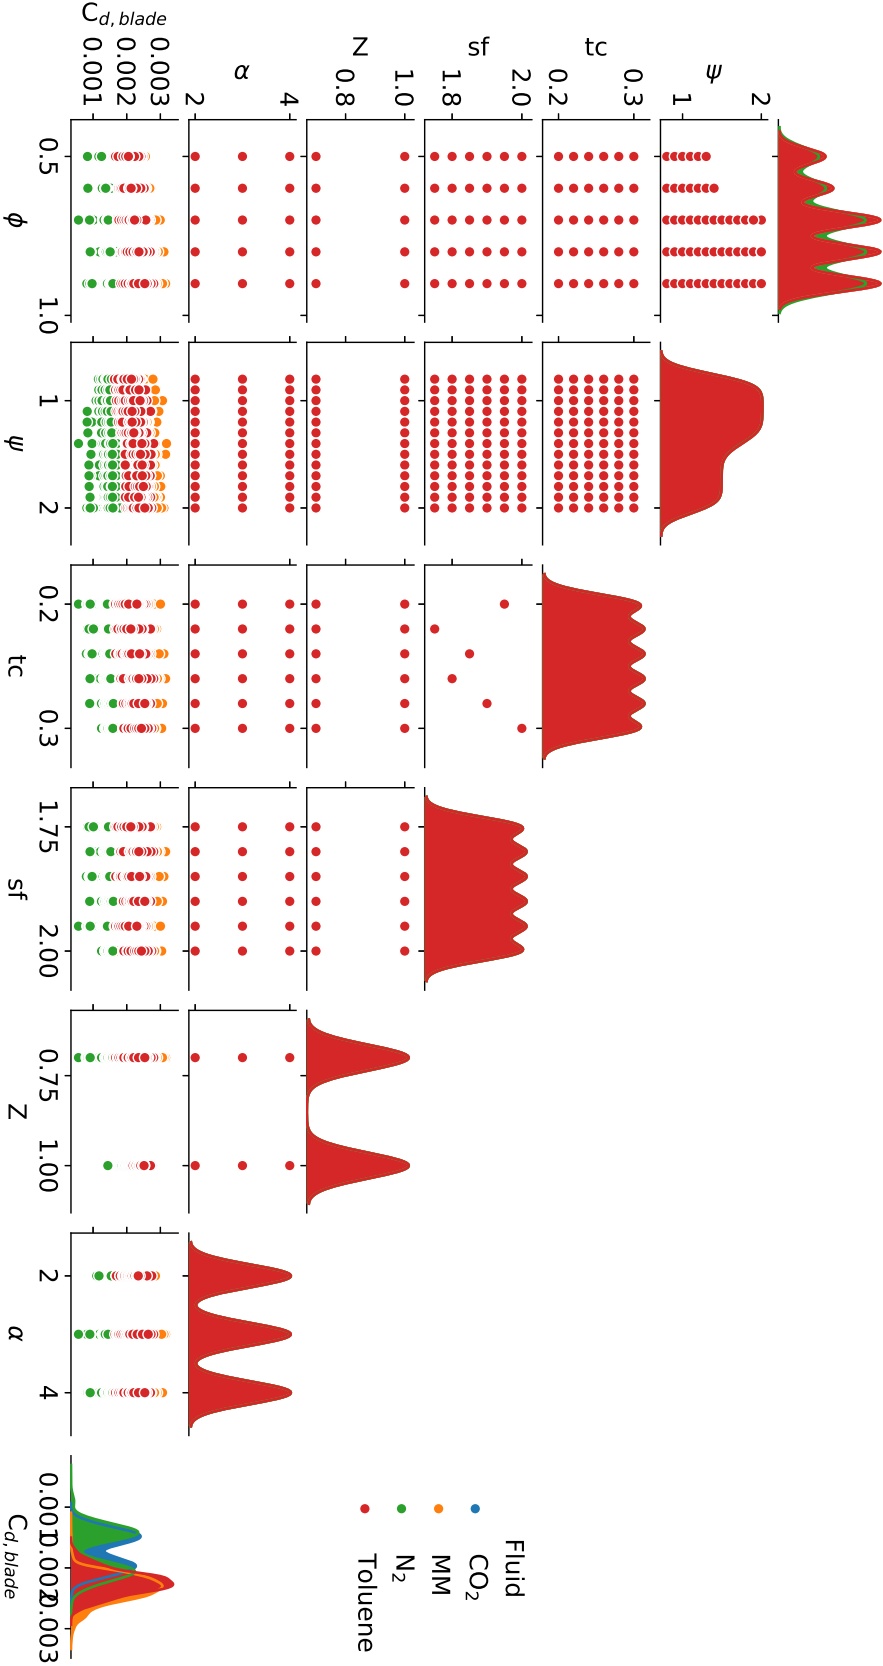 ψ
2
1
Fluid
CO₂
MM
N₂
Toluene
tc
0.3
0.2
sf
2.0
1.8
Z
1.0
0.8
α
4
2
C_d, blade
0.003
0.002
0.001
0.5 1.0
1 2
0.2 0.3
1.75 2.00
0.75 1.00
2 4
0.001 0.002 0.003
ϕ
ψ
tc
sf
Z
α
C_d, blade